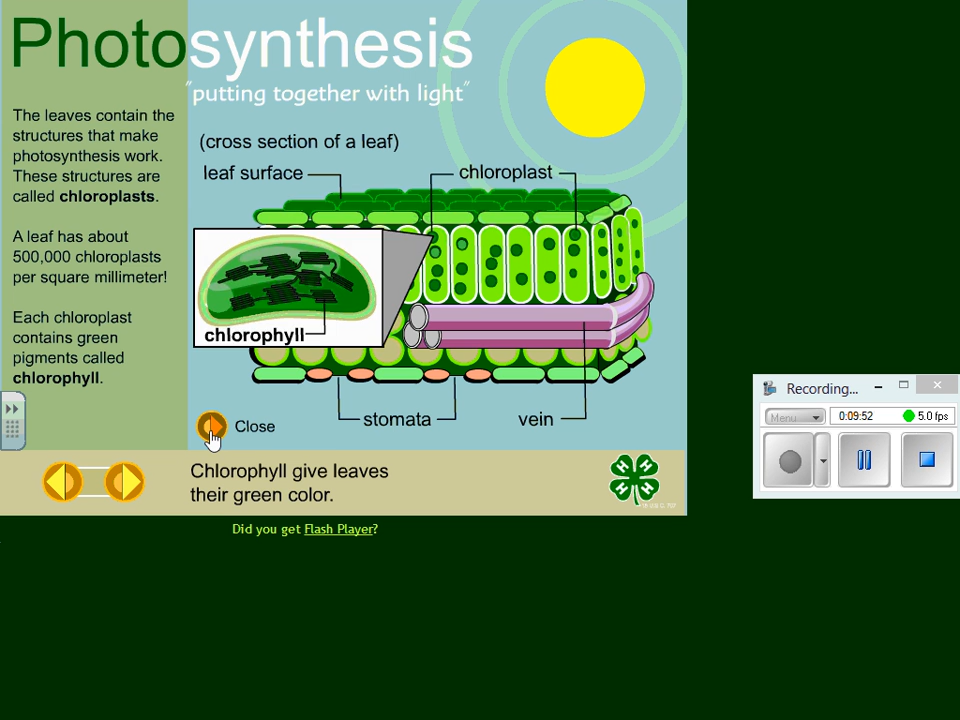 Photosynthesis
"putting together with light"
The leaves contain the
structures that make
photosynthesis work.
These structures are
called chloroplasts.
A leaf has about
500,000 chloroplasts
per square millimeter!
Each chloroplast
contains green
pigments called
chlorophyll.
(cross section of a leaf)
leaf surface
chloroplast
chlorophyll
stomata
vein
Close
Chlorophyll give leaves
their green color.
H H H H
Did you get Flash Player?
Recording...
Menu
0:09:52
5.0 fps